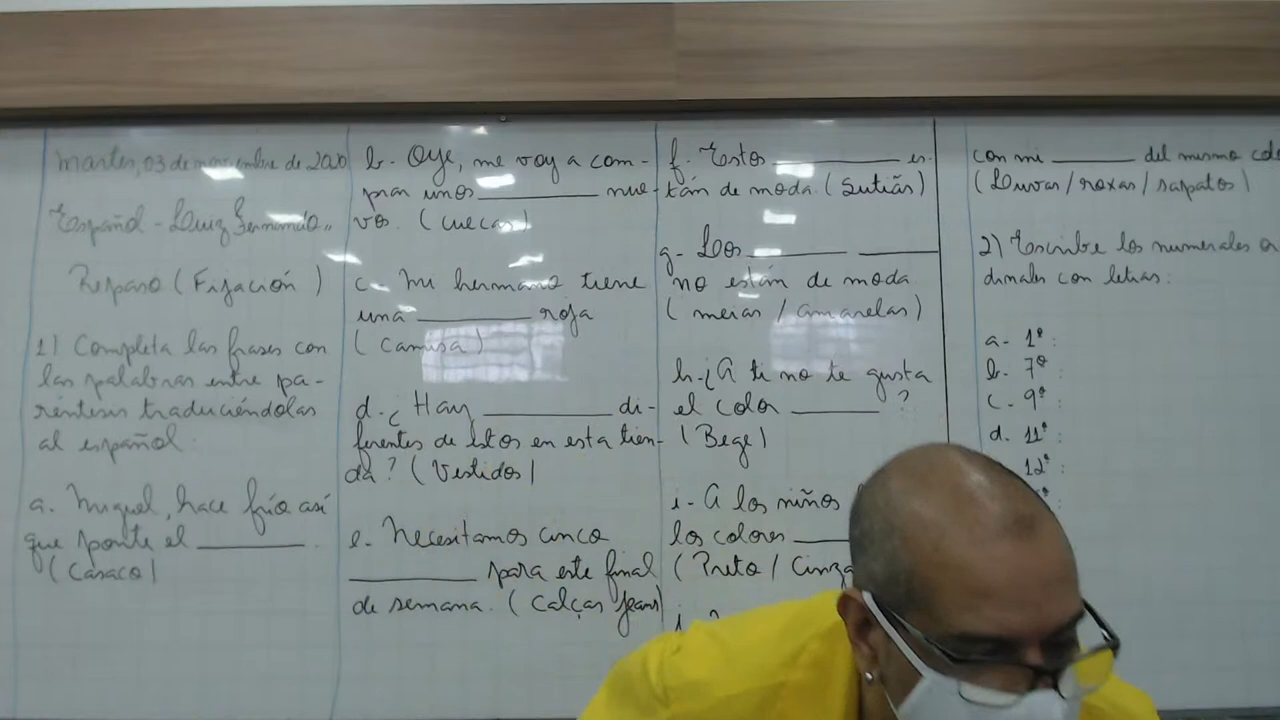 Martes, 03 de noviembre de 2020
Español - Luiz Fernando
Repaso (Fijación)
1) Completa las frases con
las palabras entre pa-
réntesis traduciéndolas
al español:
a. Miguel, hace frío así
que ponte el ________.
(Casaco)
b- Oye, me voy a com-
prar unos ________ nue-
vos. (cuecas)
c- Mi hermano tiene
una ________ roja
(Camisa)
d. ¿Hay ________ di-
ferentes de estos en esta tien-
da? (Vestidos)
e- Necesitamos cinco
________ para este final
de semana. (Calças jeans)
f. Estos ________ es-
tán de moda (Sutiãs)
g- Los ________ ________
no están de moda
(meias / amarelas)
h- ¿A ti no te gusta
el color ________ ?
(Bege)
i- A los niños
los colores ________
(Preto / Cinza
j-
con mi ________ del mismo
(Luvas / roxas / sapatos)
2) Escribe los numerales
dinales con letras:
a- 1º:
b- 7º
c- 9º:
d. 11º:
12º: